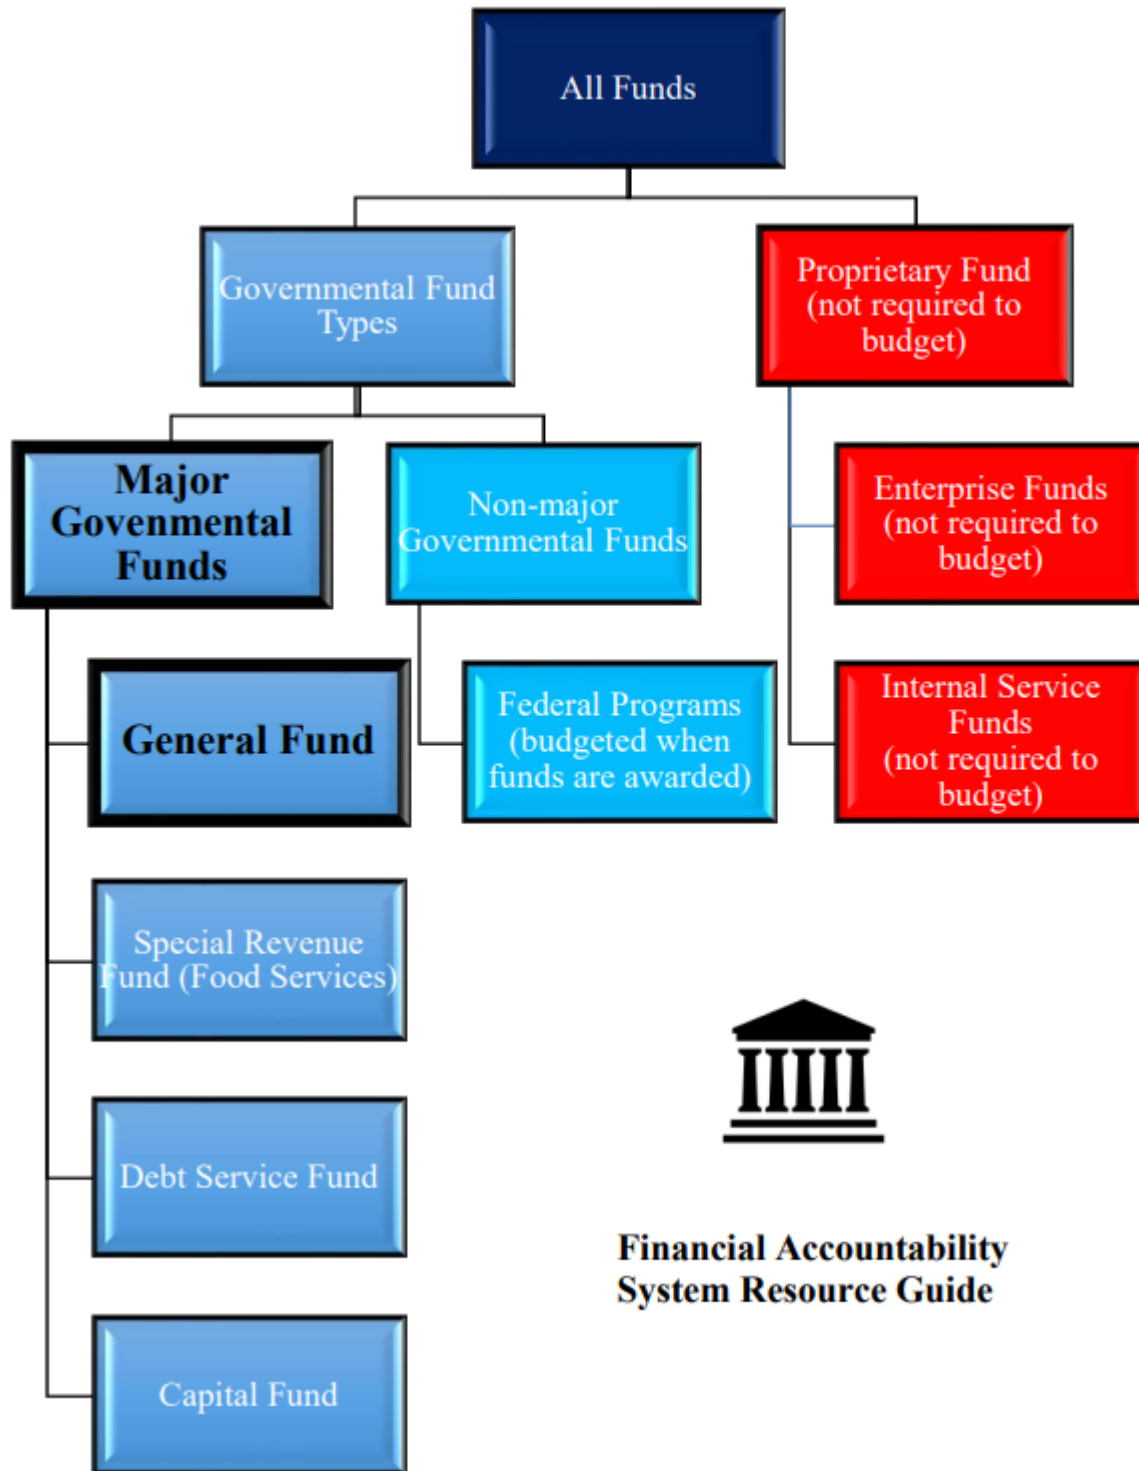 All Funds
Governmental Fund
Types
Proprietary Fund
(not required to
budget)
Major
Govenmental
Funds
Non-major
Governmental Funds
Enterprise Funds
(not required to
budget)
General Fund
Federal Programs
(budgeted when
funds are awarded)
Internal Service
Funds
(not required to
budget)
Special Revenue
Fund (Food Services)
Debt Service Fund
Capital Fund
Financial Accountability
System Resource Guide